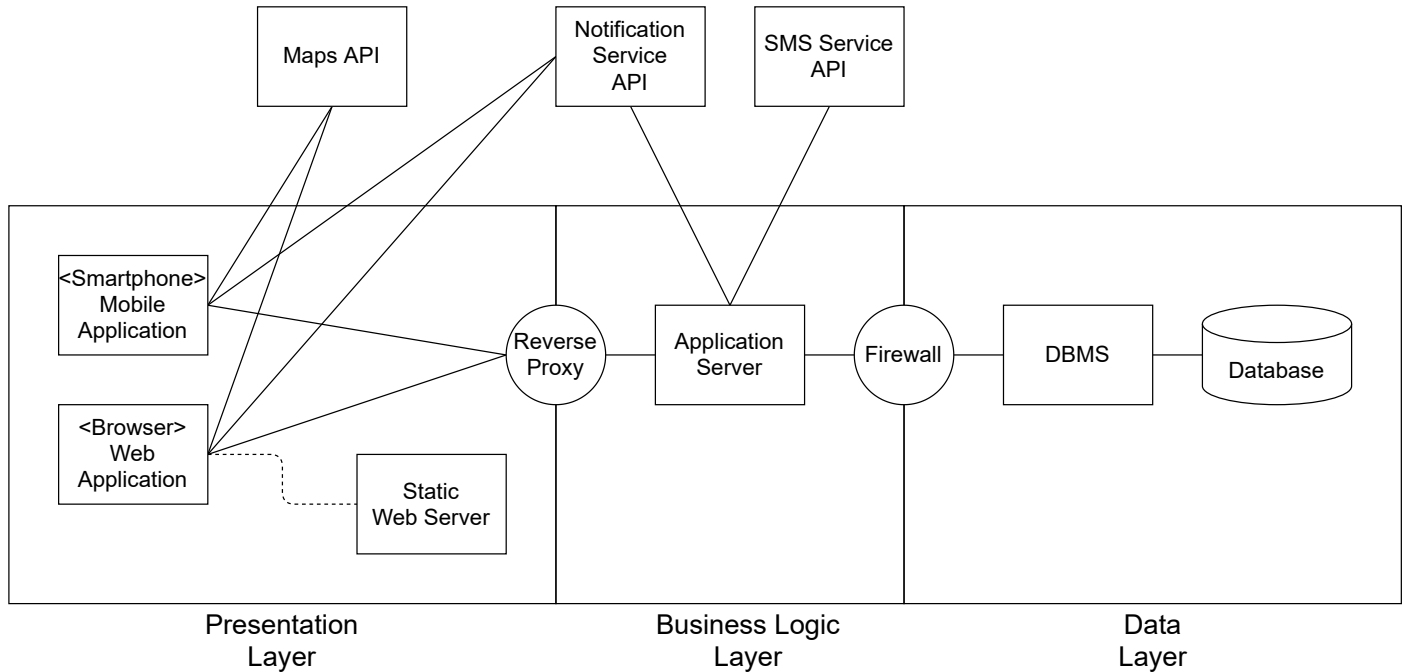 Maps API
Notification
Service
API
SMS Service
API
<Smartphone>
Mobile
Application
<Browser>
Web
Application
Static
Web Server
Reverse
Proxy
Application
Server
Firewall
DBMS
Database
Presentation
Layer
Business Logic
Layer
Data
Layer